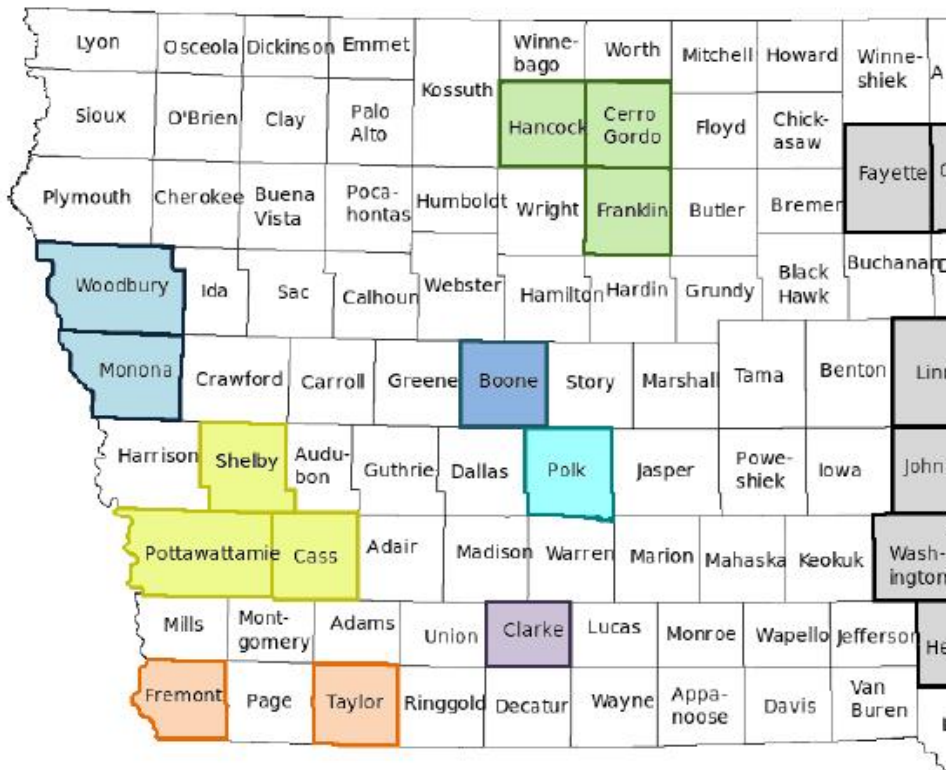 Lyon
Osceola
Dickinson
Emmet
Winne-
bago
Worth
Mitchell
Howard
Winne-
shiek
A
Kossuth
Sioux
O'Brien
Clay
Palo
Alto
Hancock
Cerro
Gordo
Floyd
Chick-
asaw
Fayette
Plymouth
Cherokee
Buena
Vista
Poca-
hontas
Humboldt
Wright
Franklin
Butler
Bremer
Woodbury
Ida
Sac
Calhoun
Webster
Hamilton
Hardin
Grundy
Black
Hawk
Buchanan
Monona
Crawford
Carroll
Greene
Boone
Story
Marshall
Tama
Benton
Linn
Harrison
Shelby
Audu-
bon
Guthrie
Dallas
Polk
Jasper
Powe-
shiek
Iowa
John
Pottawattamie
Cass
Adair
Madison
Warren
Marion
Mahaska
Keokuk
Wash-
ington
Mills
Mont-
gomery
Adams
Union
Clarke
Lucas
Monroe
Wapello
Jefferson
He
Fremont
Page
Taylor
Ringgold
Decatur
Wayne
Appa-
noose
Davis
Van
Buren